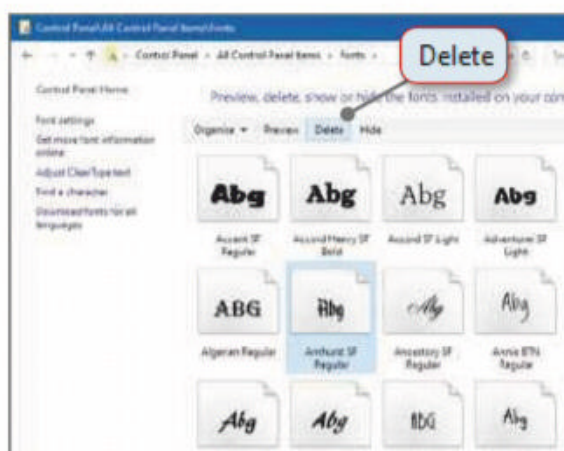 Control Panel\All Control Panel Items\Fonts
Control Panel > All Control Panel Items > Fonts >
Delete
Control Panel Home
Preview, delete, show or hide the fonts installed on your com
Font settings
Get more font information
online
Adjust ClearType text
Find a character
Download fonts for all
languages
Organise Preview Delete Hide
Abg Abg Abg Abg
Accent SF Regular
Accord Heavy SF Bold
Accord SF Light
Adventure SF Light
ABG Abg Abg Abg
Algerian Regular
Amhurst SF Regular
Ancestory SF Regular
Annie BTN Regular
Abg Abg ABG Abg